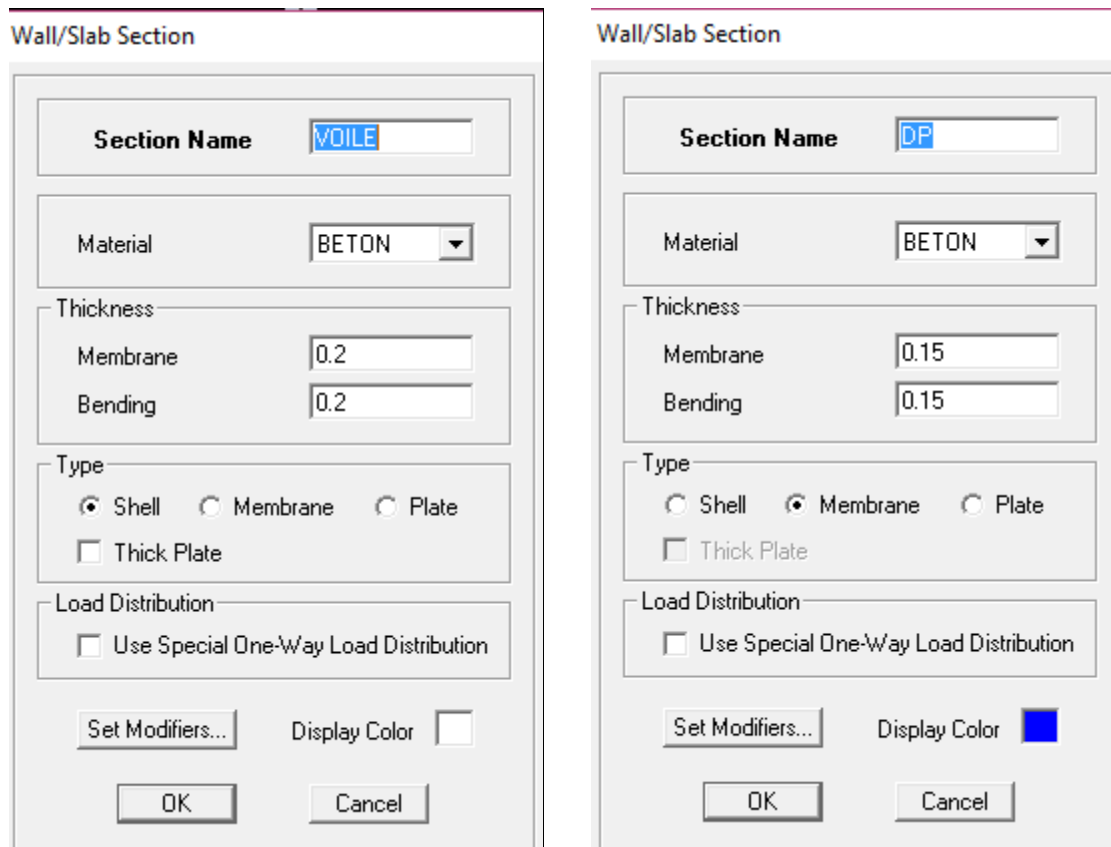 Wall/Slab Section
Section Name VOILE
Material BETON
Thickness
Membrane 0.2
Bending 0.2
Type
Shell Membrane Plate
Thick Plate
Load Distribution
Use Special One-Way Load Distribution
Set Modifiers... Display Color
OK Cancel
Wall/Slab Section
Section Name DP
Material BETON
Thickness
Membrane 0.15
Bending 0.15
Type
Shell Membrane Plate
Thick Plate
Load Distribution
Use Special One-Way Load Distribution
Set Modifiers... Display Color
OK Cancel